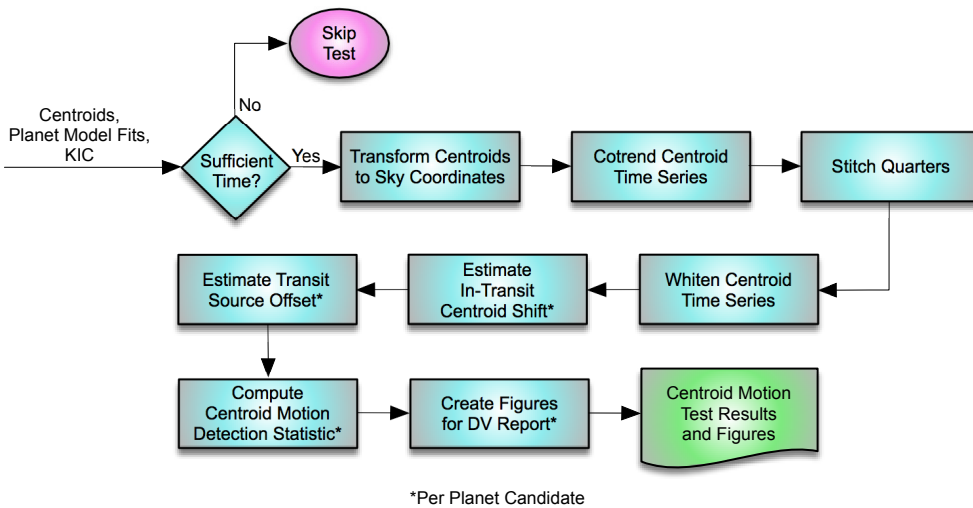 Skip
Test
Centroids,
Planet Model Fits,
KIC
No
Sufficient
Time?
Yes
Transform Centroids
to Sky Coordinates
Cotrend Centroid
Time Series
Stitch Quarters
Whiten Centroid
Time Series
Estimate
In-Transit
Centroid Shift*
Estimate Transit
Source Offset*
Compute
Centroid Motion
Detection Statistic*
Create Figures
for DV Report*
Centroid Motion
Test Results
and Figures
*Per Planet Candidate